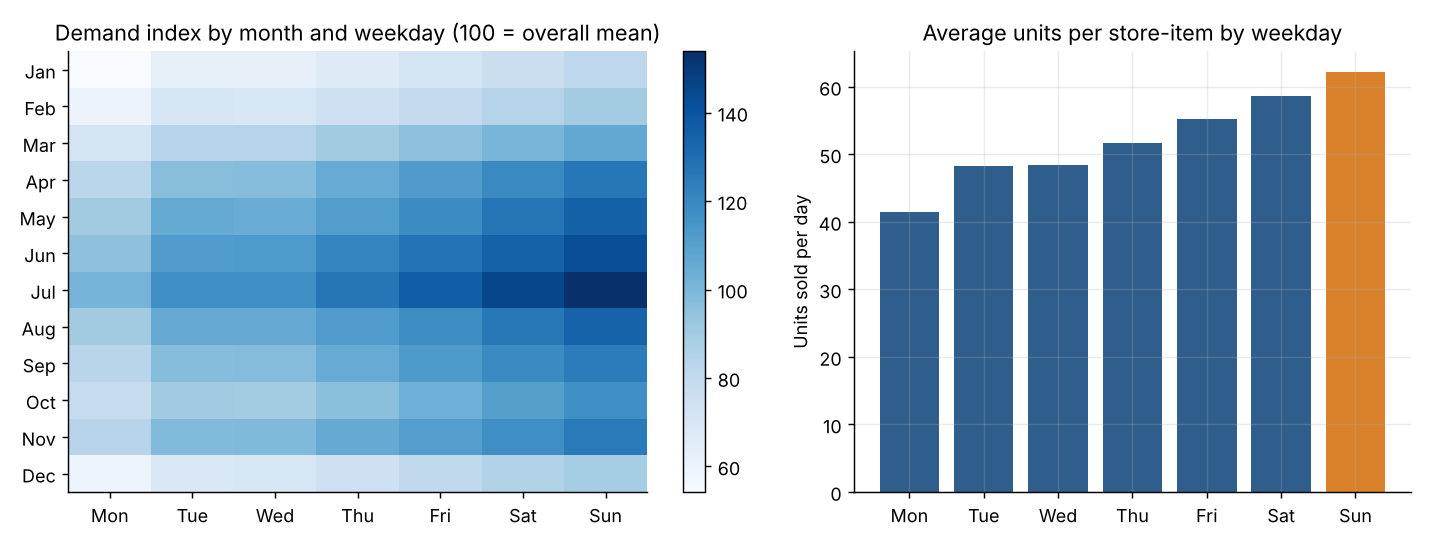 Demand index by month and weekday (100 = overall mean)
Jan
Feb
Mar
Apr
May
Jun
Jul
Aug
Sep
Oct
Nov
Dec
Mon Tue Wed Thu Fri Sat Sun
140
120
100
80
60
Average units per store-item by weekday
Units sold per day
60
50
40
30
20
10
0
Mon Tue Wed Thu Fri Sat Sun